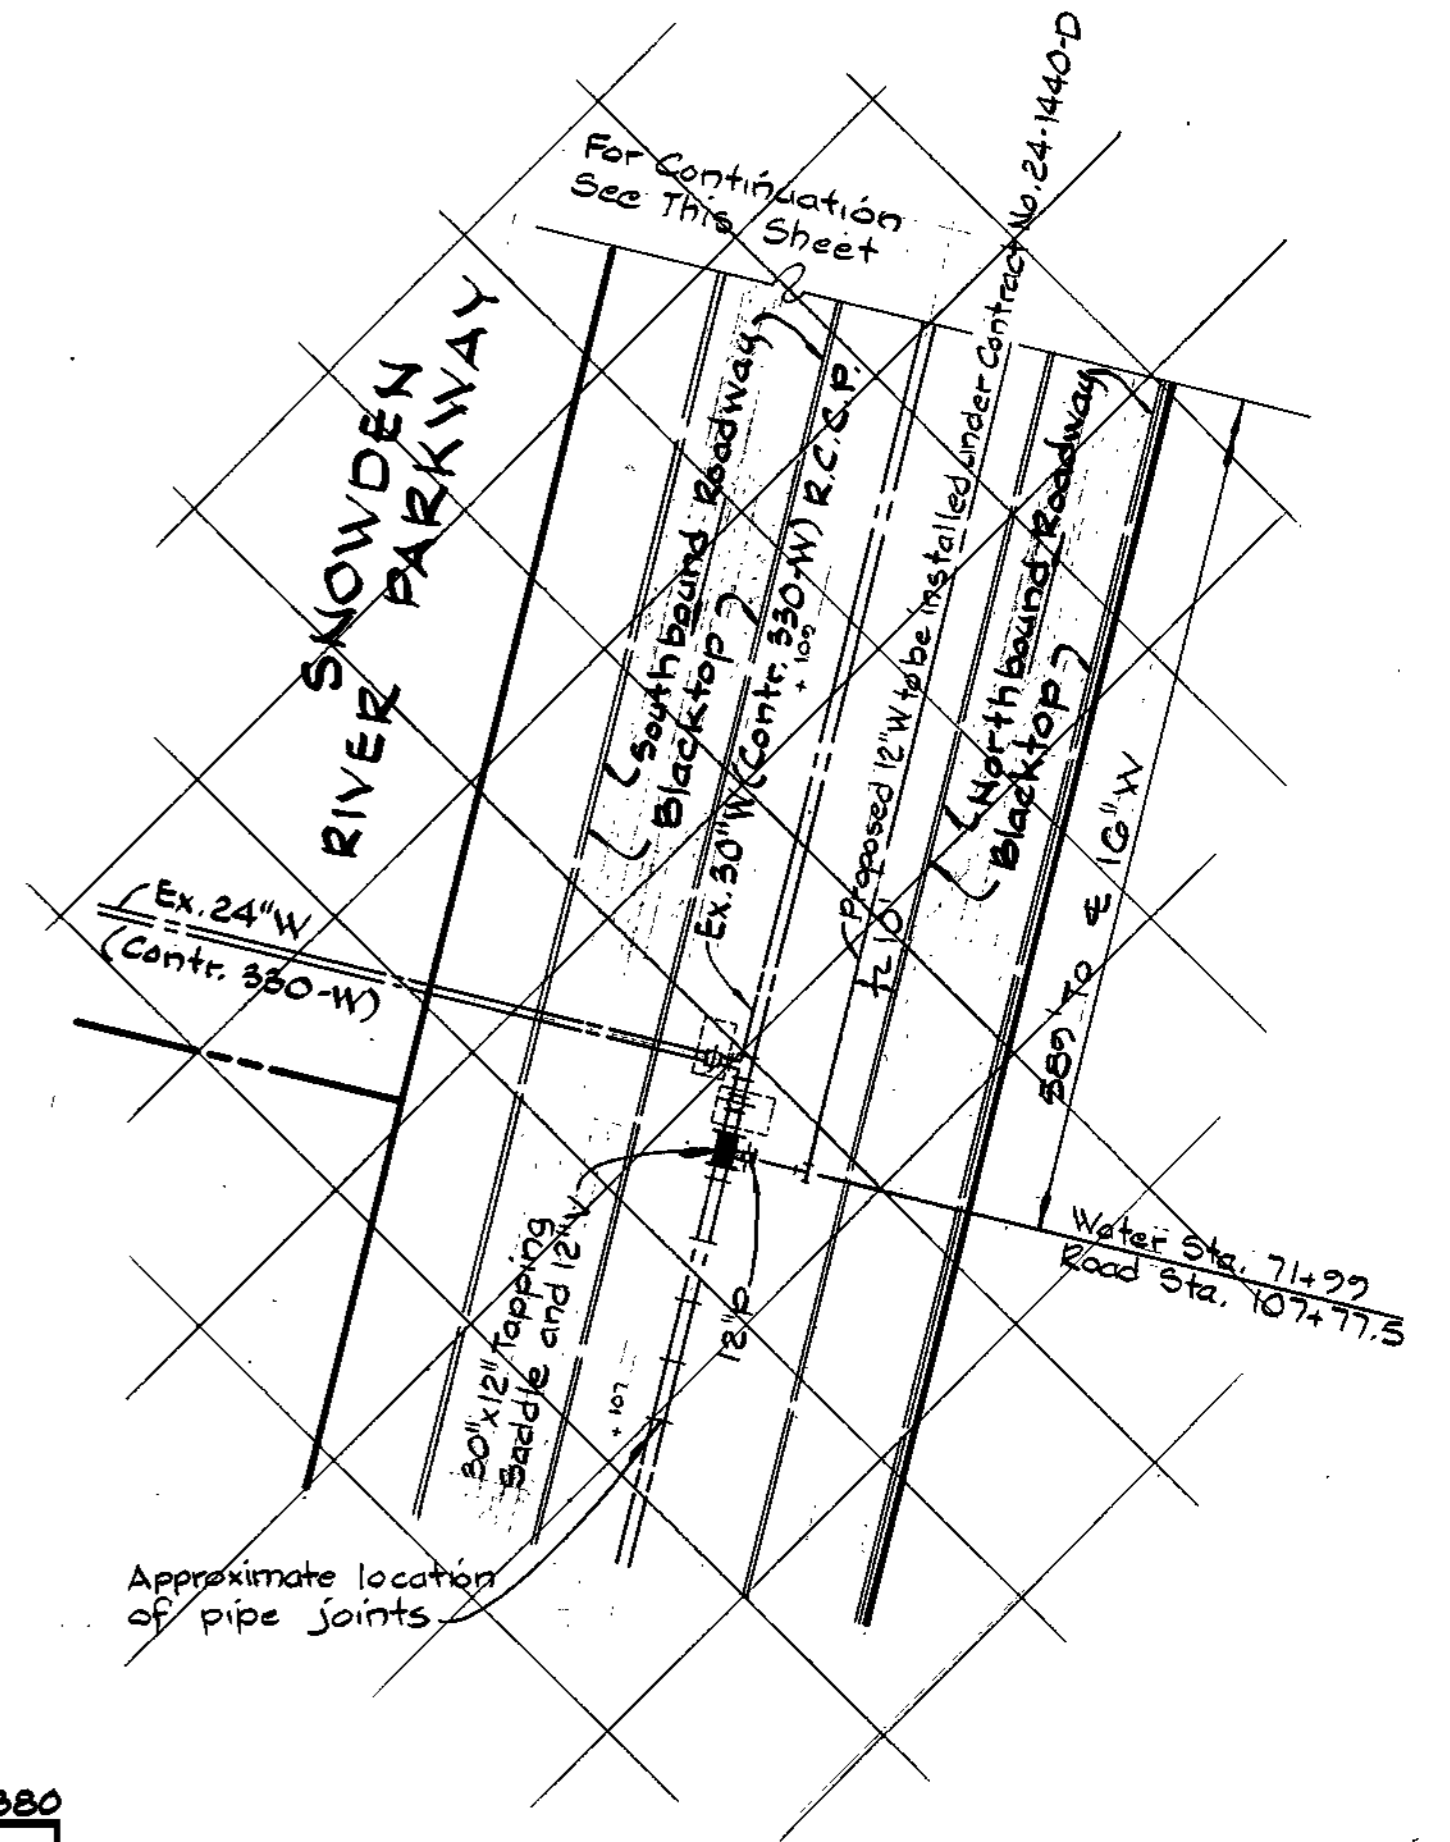 For Continuation
See This Sheet
SNOWDEN
RIVER PARKWAY
(Southbound Roadway
Blacktop)
Ex. 30"W (Contr. 330-W) R.C.C.P.
+ 109
Proposed 12"W to be installed under Contract No. 24-1440-D
(Northbound Roadway
Blacktop)
589' TO ℄ 16" W
Ex. 24"W
(Contr. 330-W)
Water Sta. 71+99
Road Sta. 107+77.5
30"x12" Tapping
Saddle and 12" V
12"P
+ 107
Approximate location
of pipe joints
380